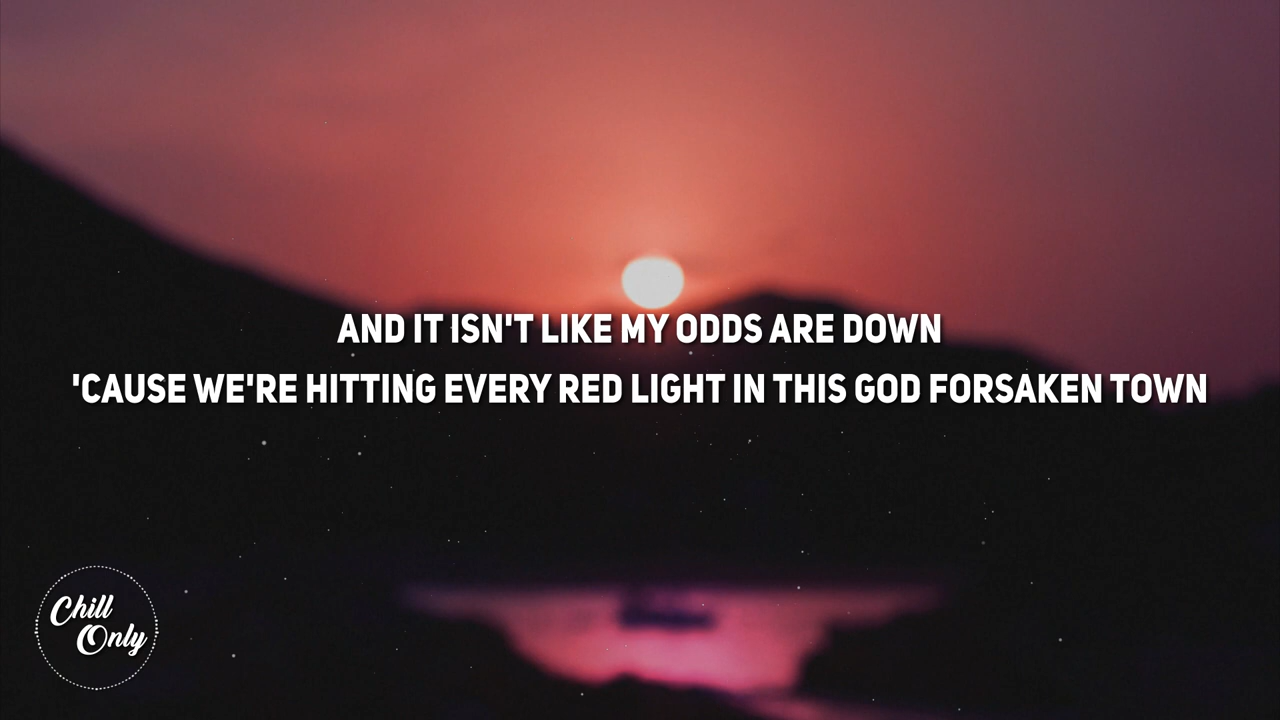 AND IT ISN'T LIKE MY ODDS ARE DOWN
'CAUSE WE'RE HITTING EVERY RED LIGHT IN THIS GOD FORSAKEN TOWN
Chill
Only